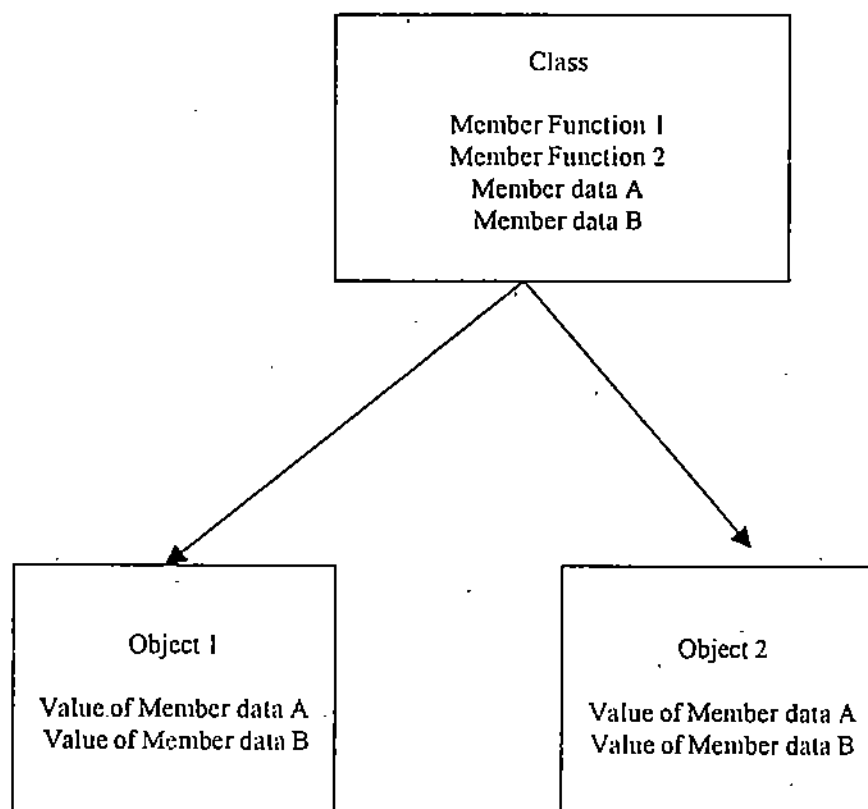 Class
Member Function 1
Member Function 2
Member data A
Member data B
Object 1
Value of Member data A
Value of Member data B
Object 2
Value of Member data A
Value of Member data B